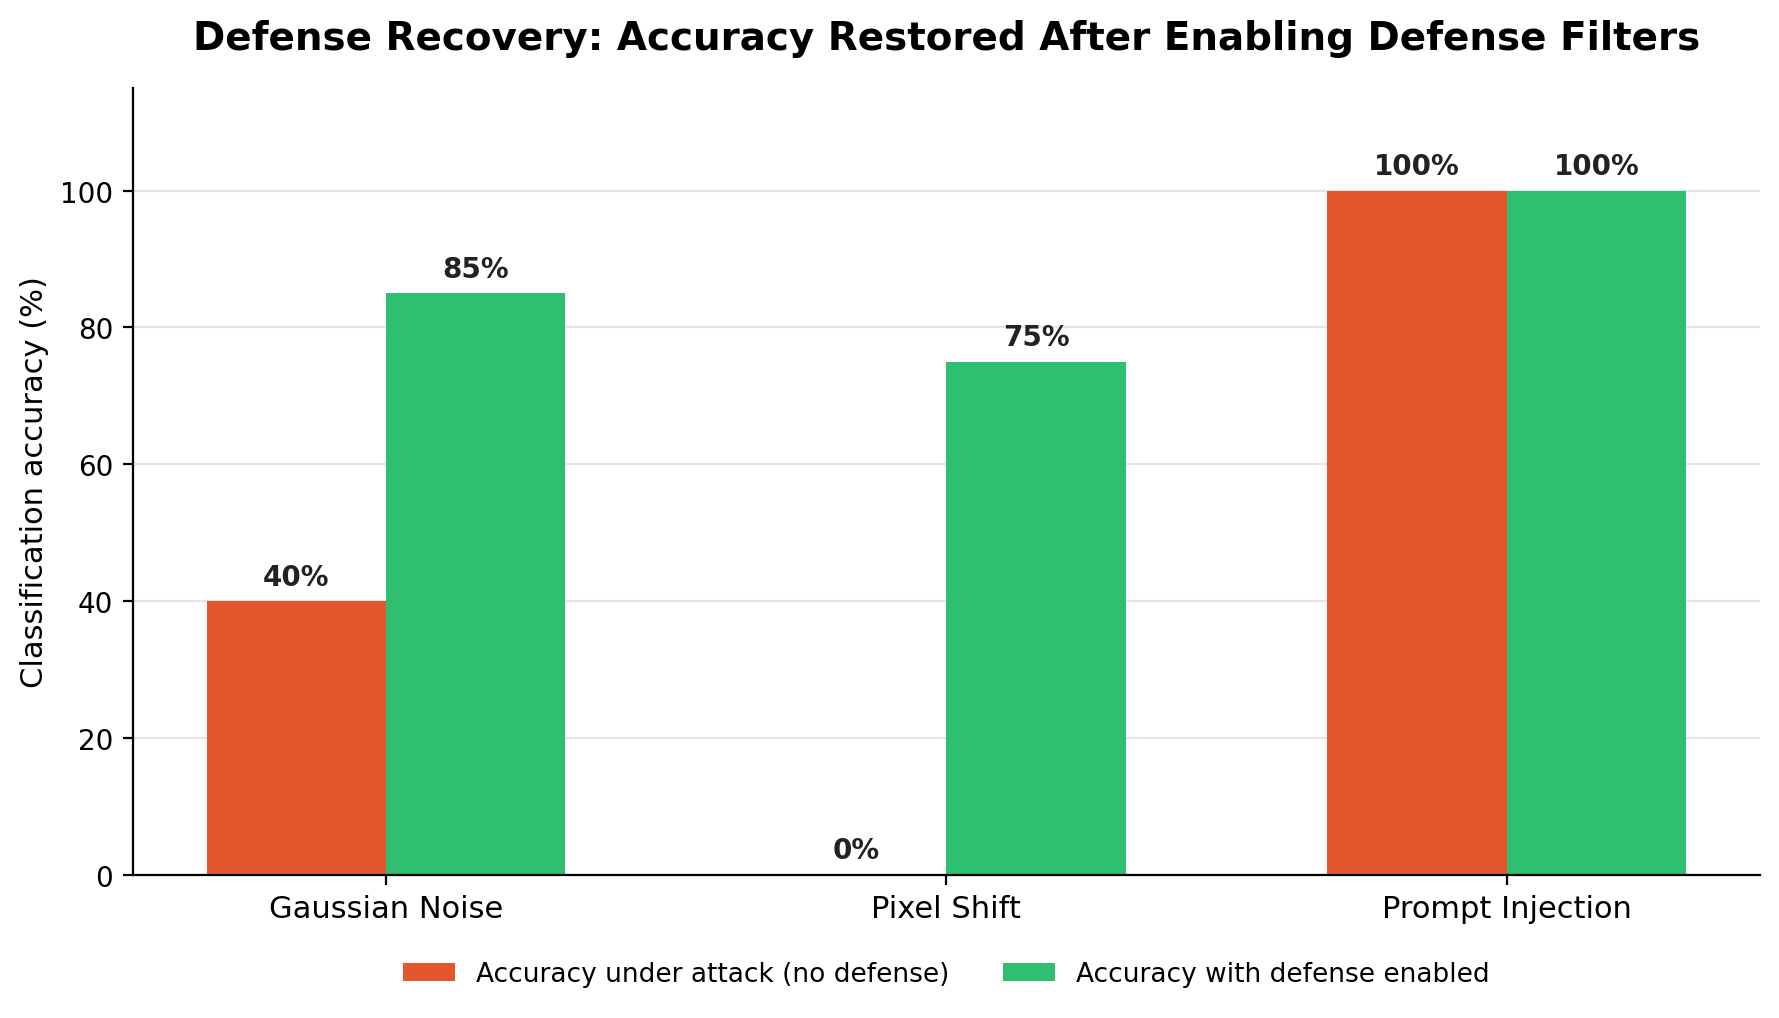 Defense Recovery: Accuracy Restored After Enabling Defense Filters
Classification accuracy (%)
100
80
60
40
20
0
40%
85%
0%
75%
100%
100%
Gaussian Noise
Pixel Shift
Prompt Injection
Accuracy under attack (no defense)
Accuracy with defense enabled